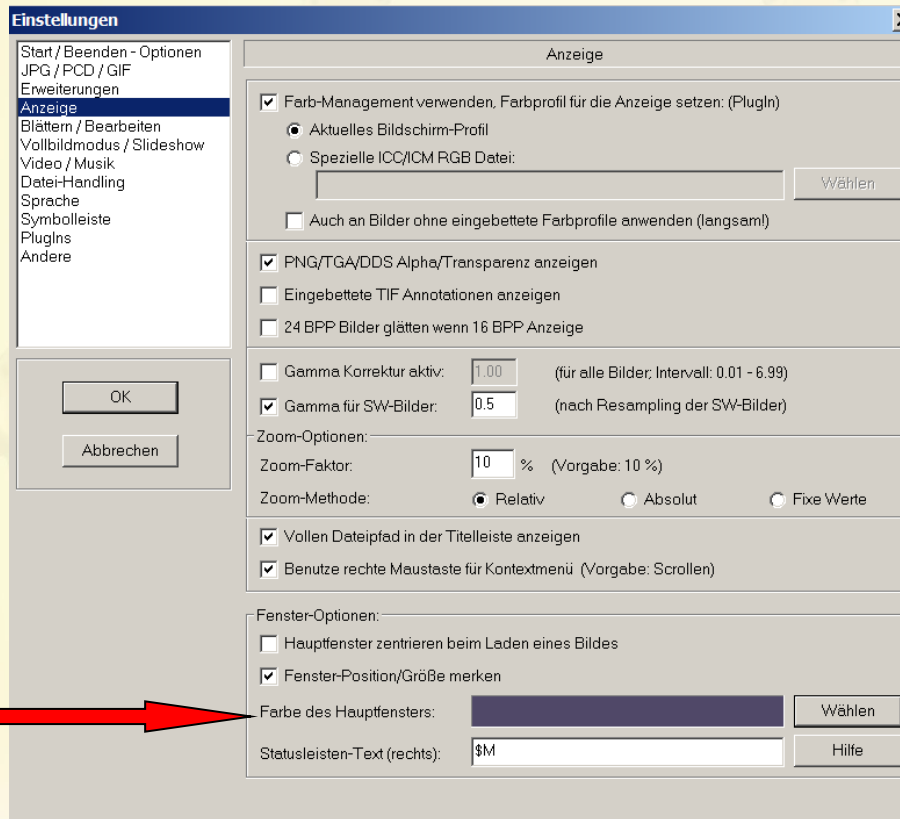 Einstellungen
Start / Beenden - Optionen
JPG / PCD / GIF
Erweiterungen
Anzeige
Blättern / Bearbeiten
Vollbildmodus / Slideshow
Video / Musik
Datei-Handling
Sprache
Symbolleiste
PlugIns
Andere
OK
Abbrechen
Anzeige
Farb-Management verwenden, Farbprofil für die Anzeige setzen: (PlugIn)
Aktuelles Bildschirm-Profil
Spezielle ICC/ICM RGB Datei:
Wählen
Auch an Bilder ohne eingebettete Farbprofile anwenden (langsam!)
PNG/TGA/DDS Alpha/Transparenz anzeigen
Eingebettete TIF Annotationen anzeigen
24 BPP Bilder glätten wenn 16 BPP Anzeige
Gamma Korrektur aktiv: 1.00 (für alle Bilder; Intervall: 0.01 - 6.99)
Gamma für SW-Bilder: 0.5 (nach Resampling der SW-Bilder)
Zoom-Optionen:
Zoom-Faktor: 10 % (Vorgabe: 10 %)
Zoom-Methode: Relativ Absolut Fixe Werte
Vollen Dateipfad in der Titelleiste anzeigen
Benutze rechte Maustaste für Kontextmenü (Vorgabe: Scrollen)
Fenster-Optionen:
Hauptfenster zentrieren beim Laden eines Bildes
Fenster-Position/Größe merken
Farbe des Hauptfensters: Wählen
Statusleisten-Text (rechts): $M Hilfe